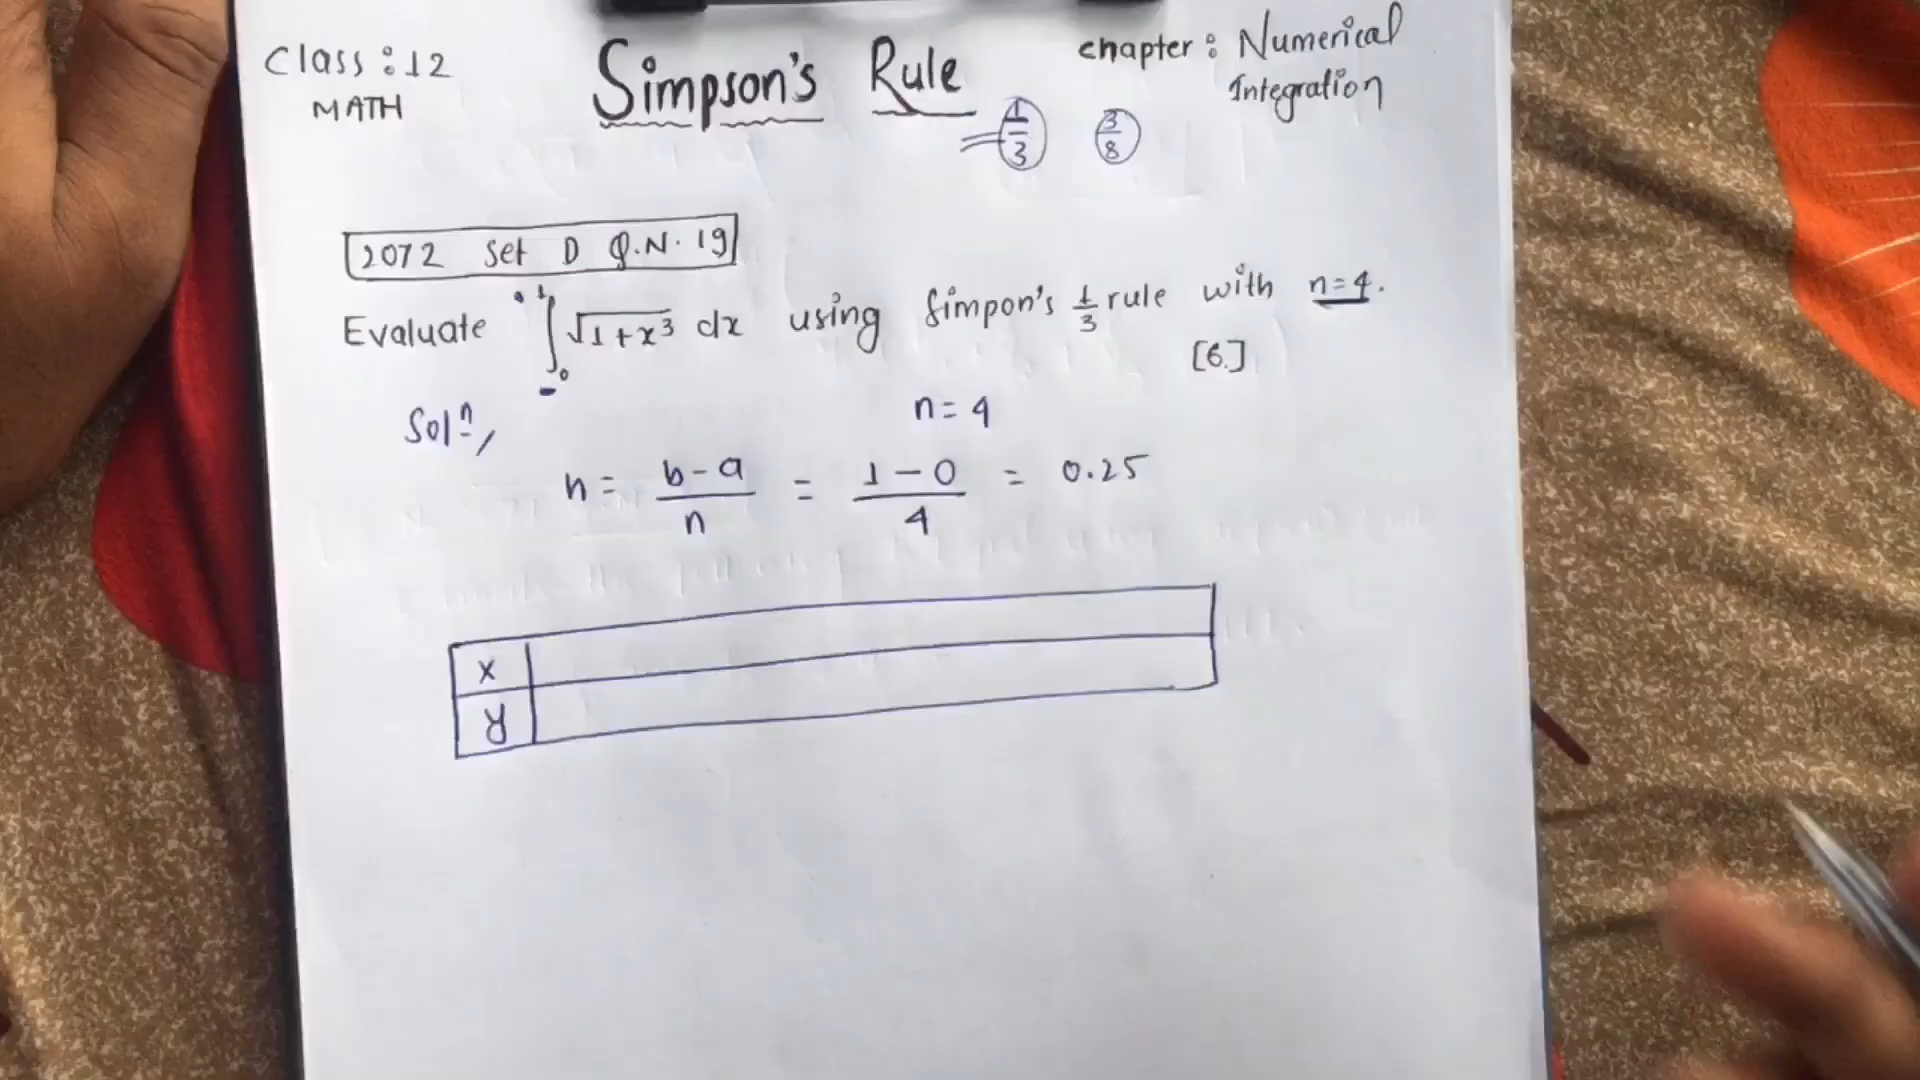 Class : 12
MATH
Simpson's Rule
chapter : Numerical
Integration
= 1/3 3/8
2072 Set D Q.N. 19
Evaluate ∫₀¹ √1+x³ dx using Simpon's 1/3 rule with n=4.
[6]
Solⁿ,
n = 4
h = b-a/n = 1-0/4 = 0.25
x
y